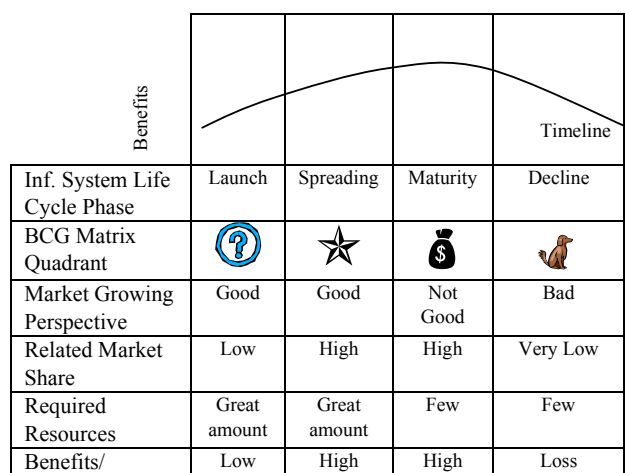 Benefits
Timeline
Inf. System Life Launch Spreading Maturity Decline
Cycle Phase
BCG Matrix
Quadrant
? $
Market Growing Good Good Not Bad
Perspective Good
Related Market Low High High Very Low
Share
Required Great Great Few Few
Resources amount amount
Benefits/ Low High High Loss